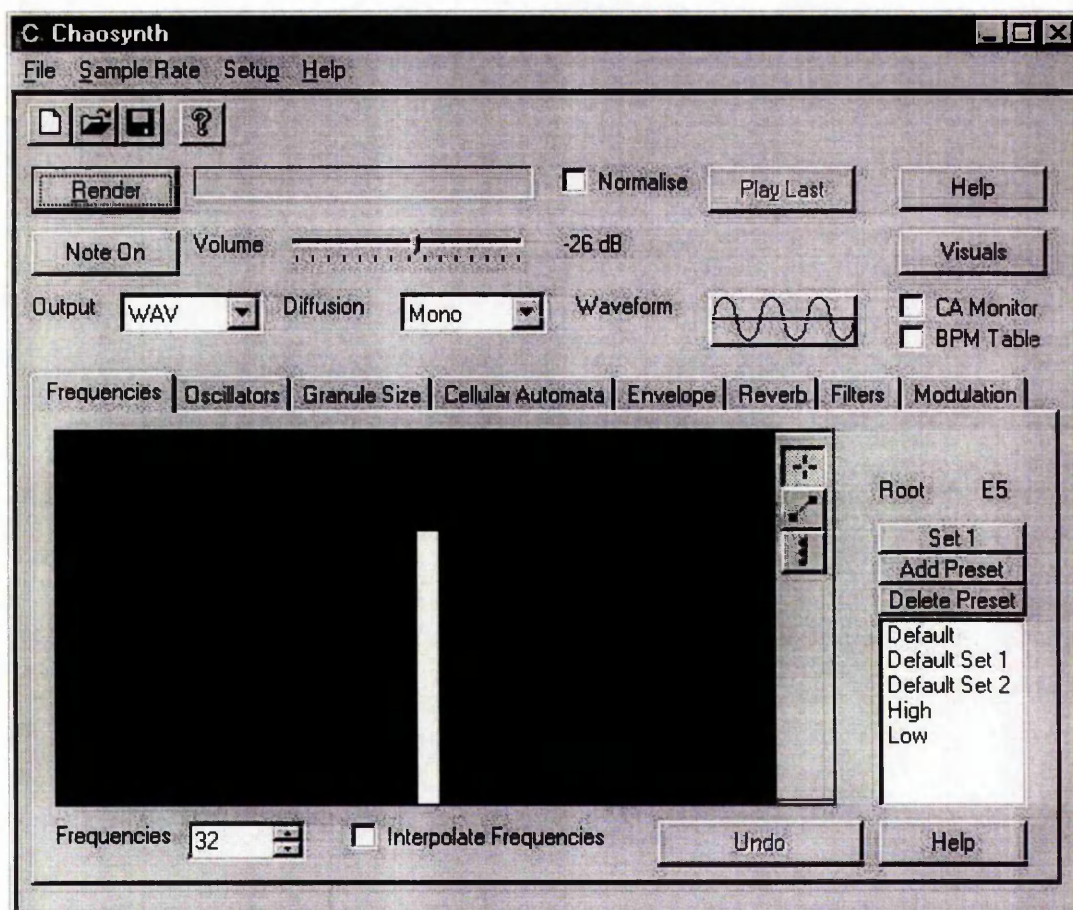 C. Chaosynth
File Sample Rate Setup Help
Render Normalise Play Last Help
Note On Volume -26 dB Visuals
Output WAV Diffusion Mono Waveform CA Monitor
BPM Table
Frequencies Oscillators Granule Size Cellular Automata Envelope Reverb Filters Modulation
Root E5
Set 1
Add Preset
Delete Preset
Default
Default Set 1
Default Set 2
High
Low
Frequencies 32 Interpolate Frequencies Undo Help